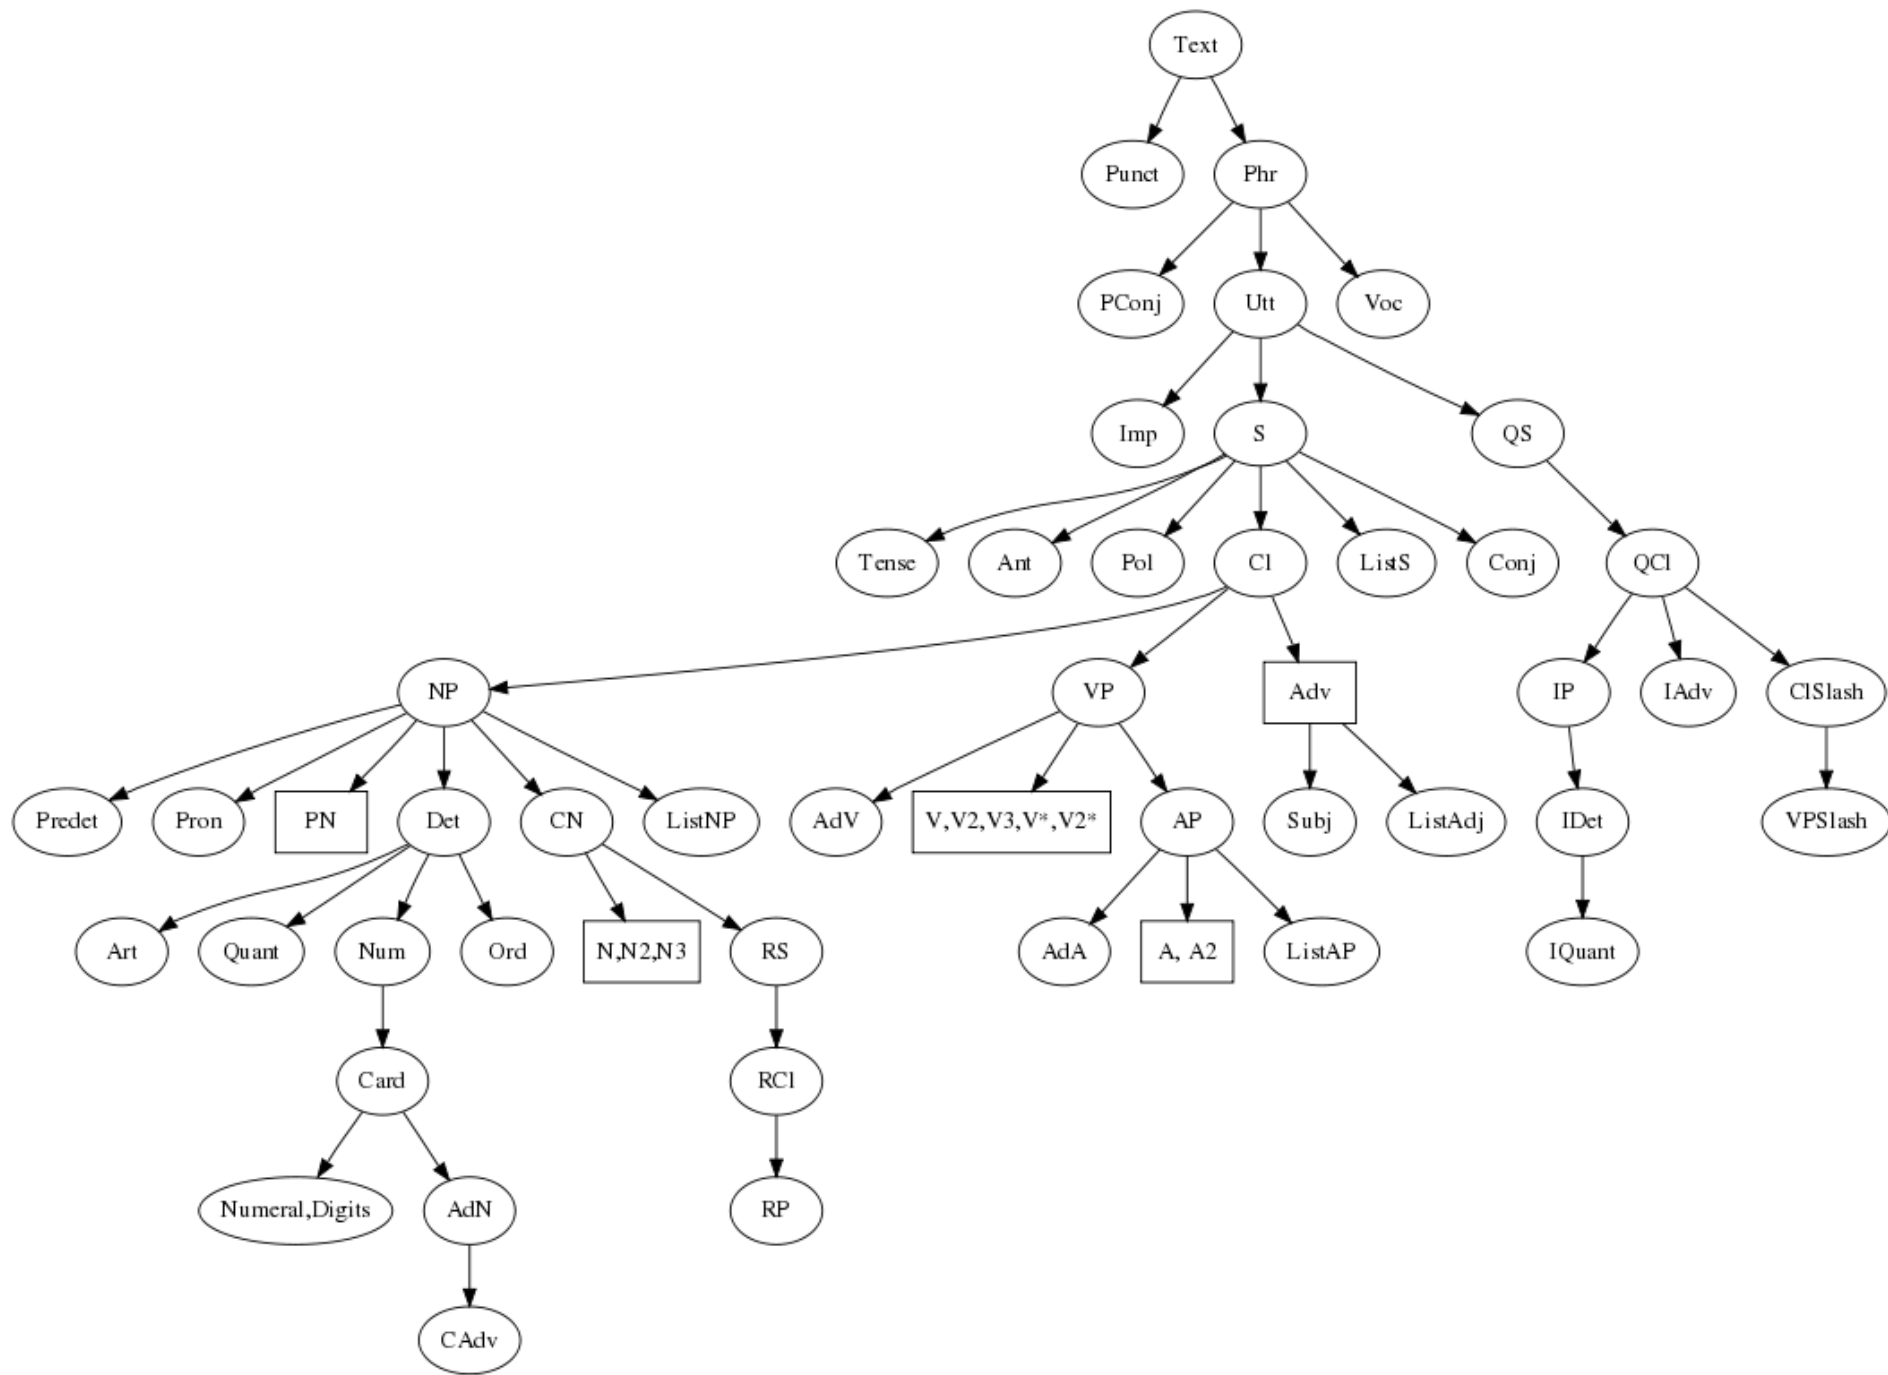 Text
Punct
Phr
PConj
Utt
Voc
Imp
S
QS
Tense
Ant
Pol
Cl
ListS
Conj
QCl
NP
VP
Adv
IP
IAdv
ClSlash
Predet
Pron
PN
Det
CN
ListNP
AdV
V,V2,V3,V*,V2*
AP
Subj
ListAdj
IDet
VPSlash
Art
Quant
Num
Ord
N,N2,N3
RS
AdA
A, A2
ListAP
IQuant
Card
RCl
Numeral,Digits
AdN
RP
CAdv